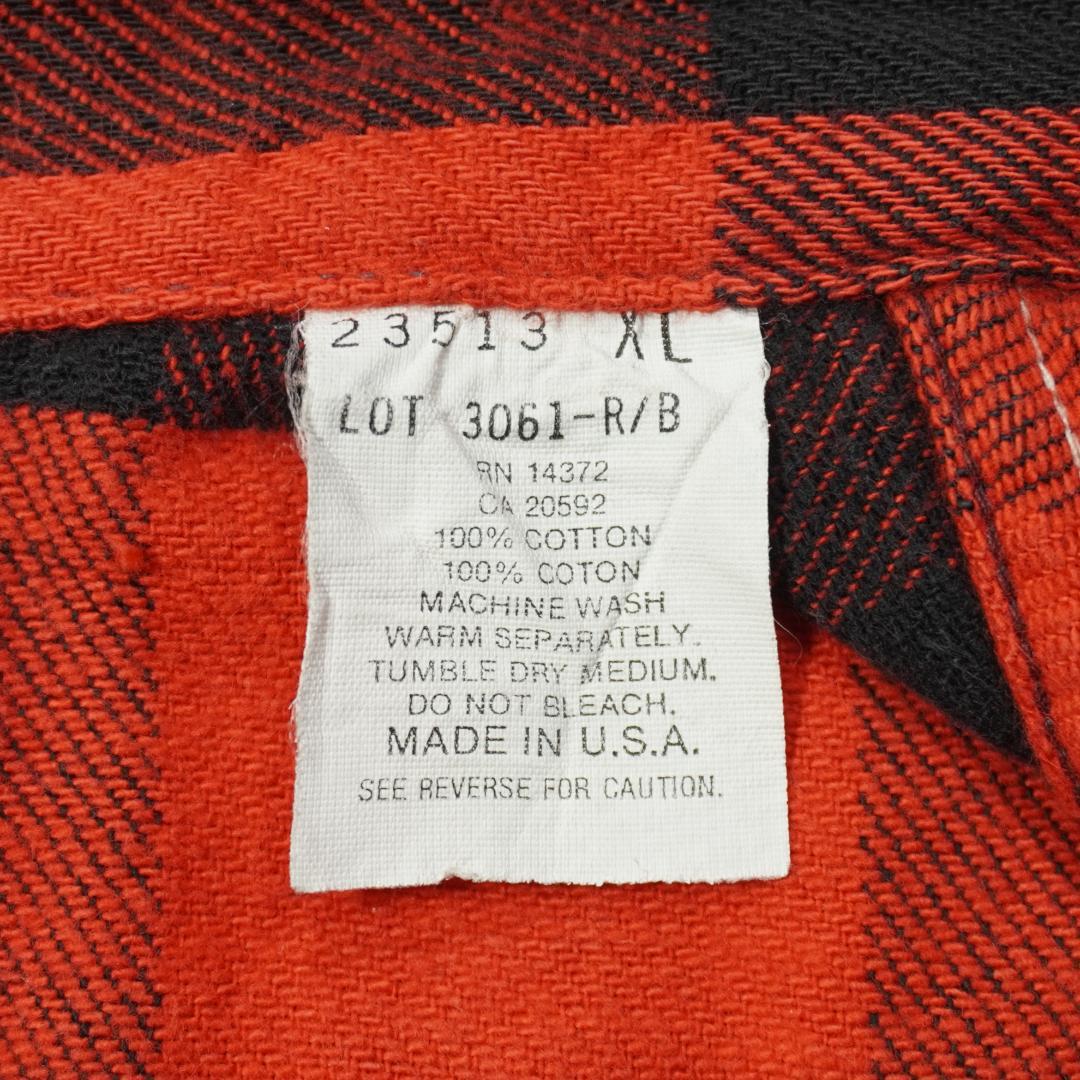 23513 XL
LOT 3061-R/B
RN 14372
CA 20592
100% COTTON
100% COTON
MACHINE WASH
WARM SEPARATELY.
TUMBLE DRY MEDIUM.
DO NOT BLEACH.
MADE IN U.S.A.
SEE REVERSE FOR CAUTION.